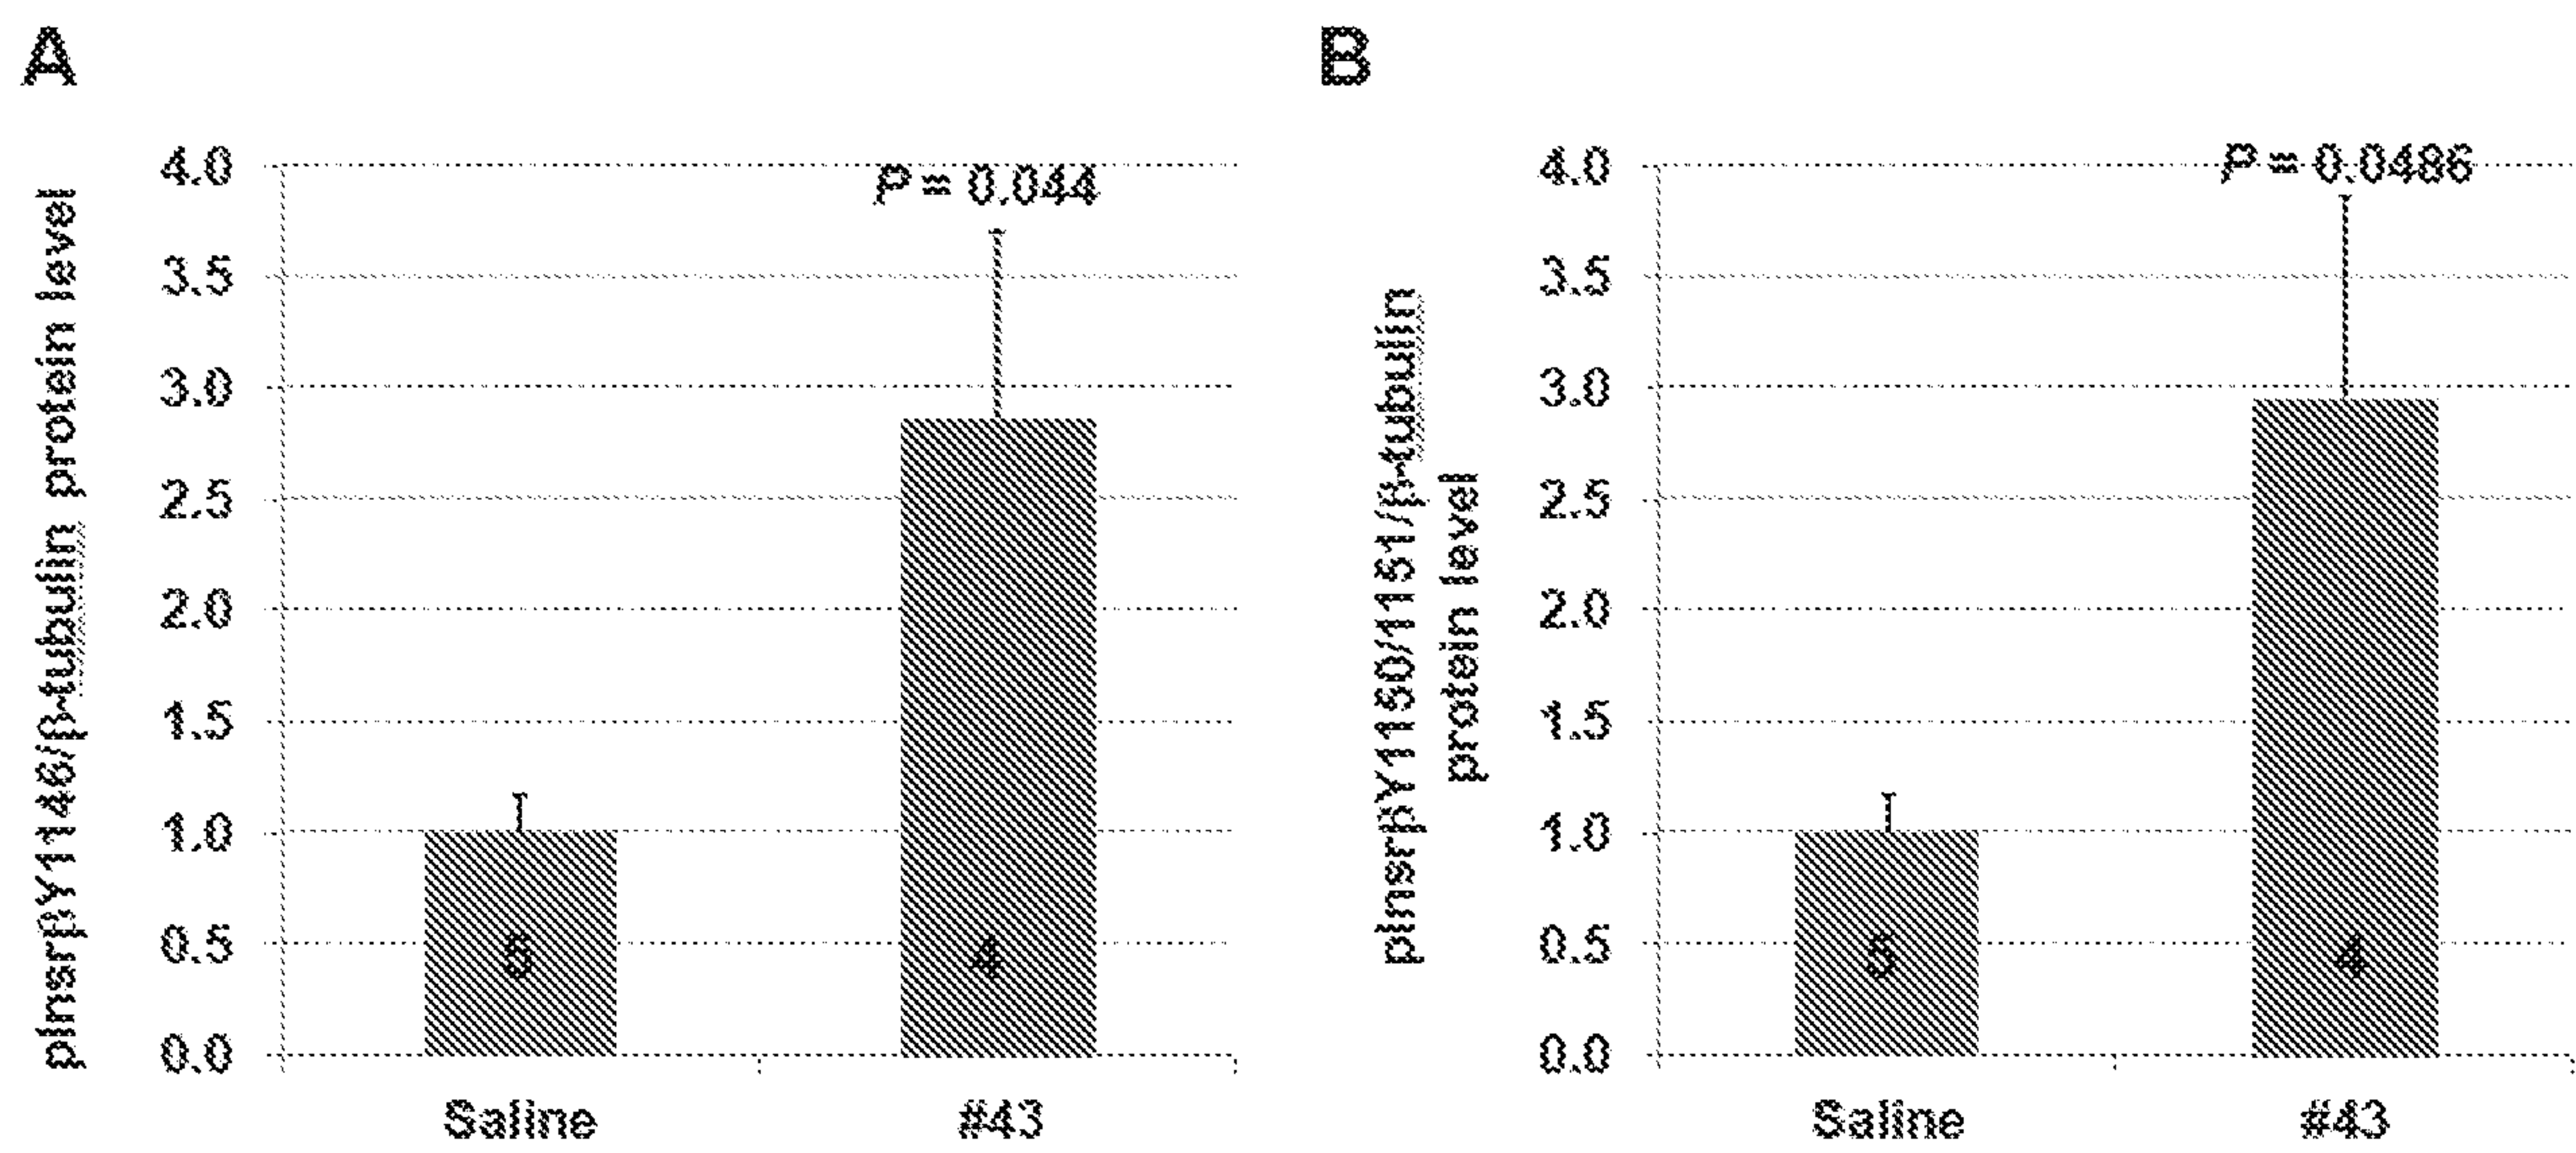 A
pInsrβY1146/β-tubulin protein level
4.0
3.5
3.0
2.5
2.0
1.5
1.0
0.5
0.0
P = 0.044
5
4
Saline
#43
B
pInsrβY1150/1151/β-tubulin
protein level
4.0
3.5
3.0
2.5
2.0
1.5
1.0
0.5
0.0
P = 0.0486
5
4
Saline
#43